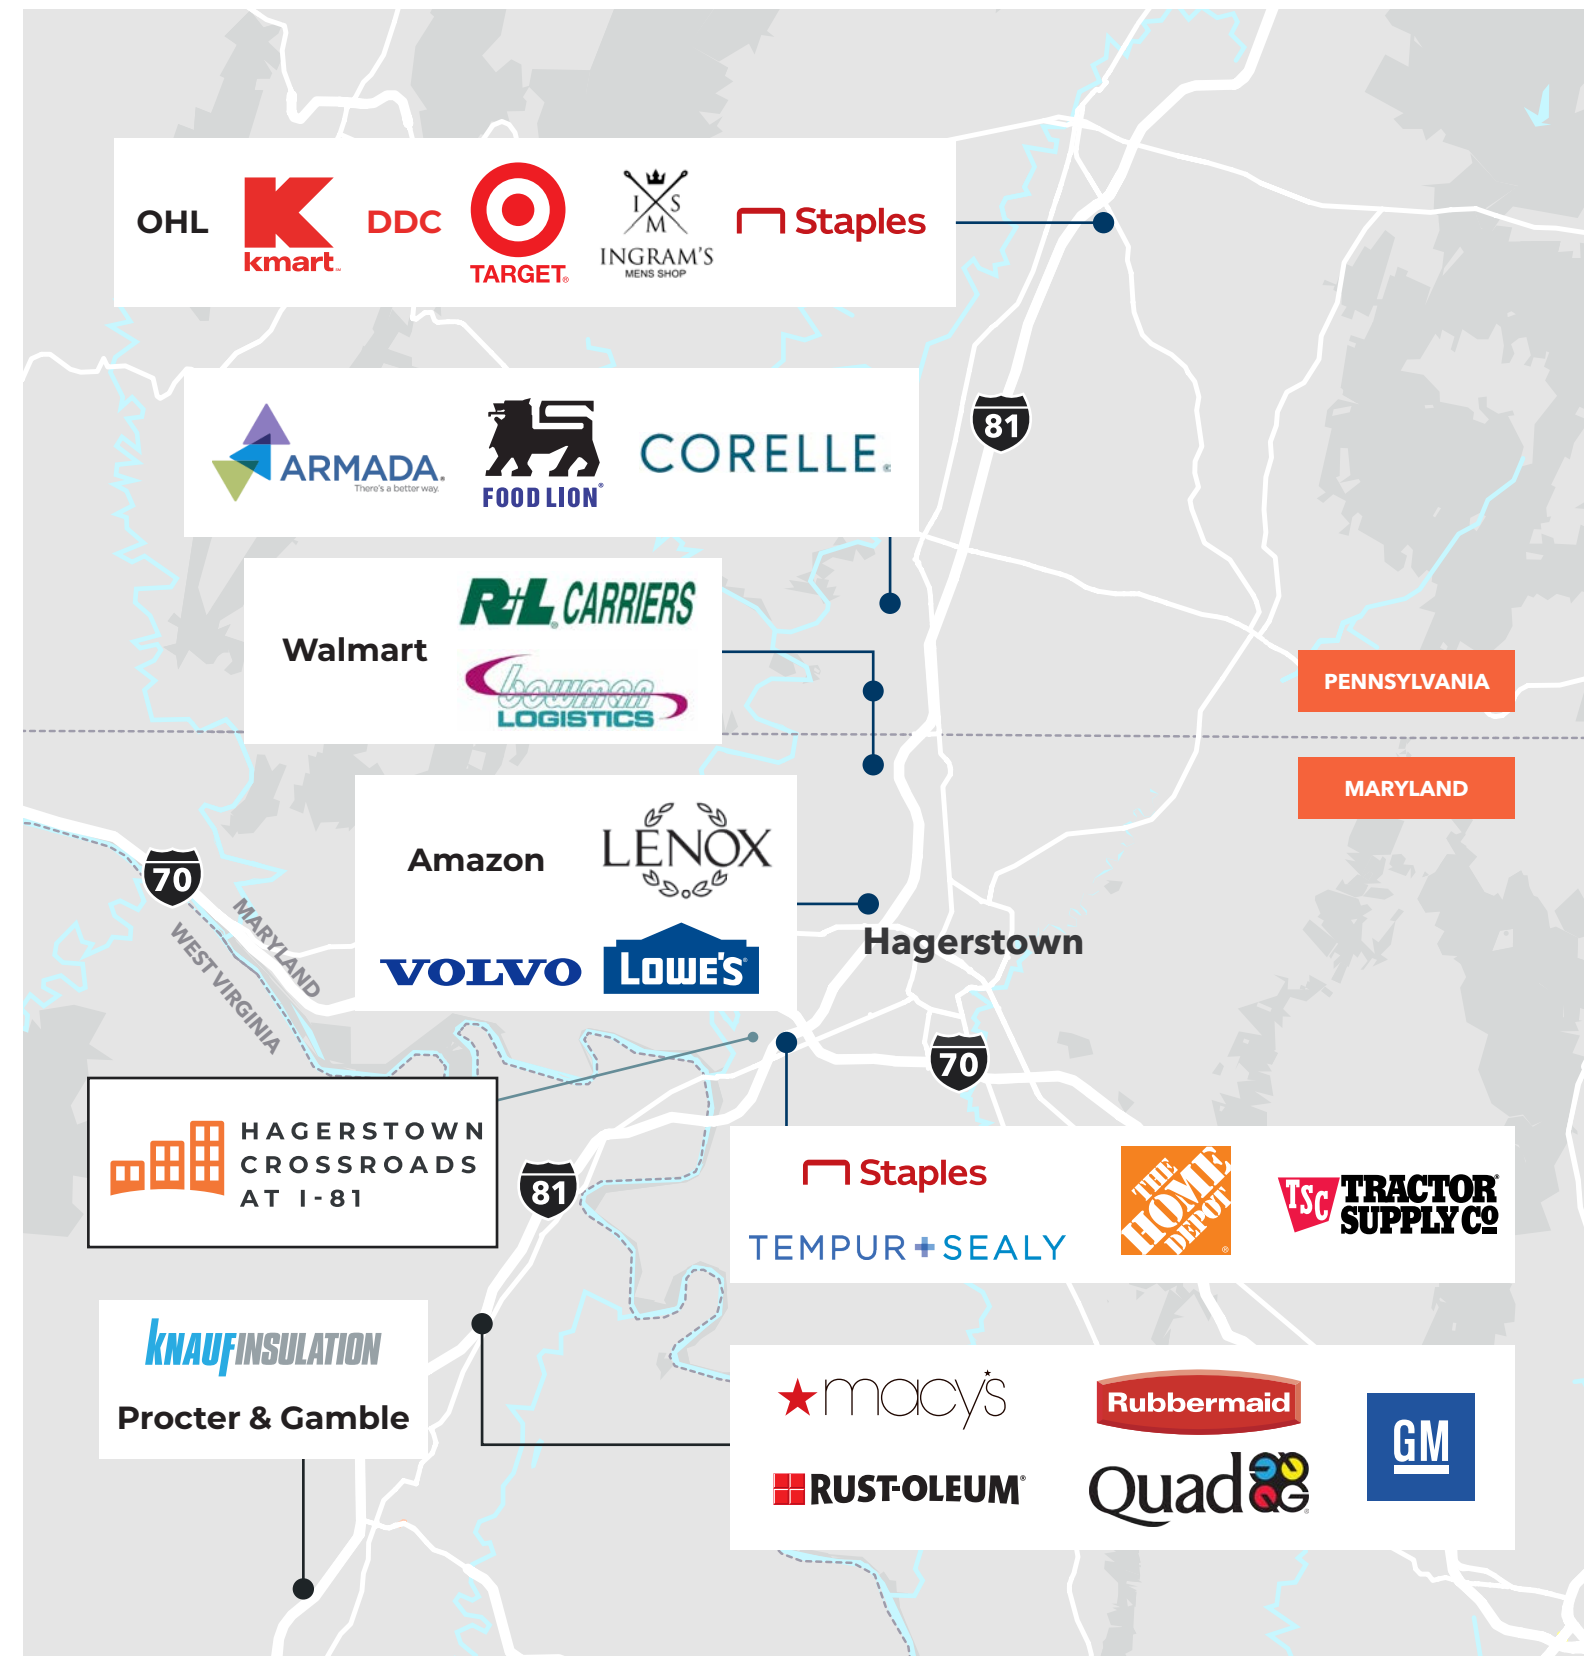 OHL
kmart
DDC
TARGET
I S
M
INGRAM'S
MENS SHOP
Staples
81
ARMADA
There's a better way.
FOOD LION
CORELLE
Walmart
R+L CARRIERS
bowman
LOGISTICS
PENNSYLVANIA
MARYLAND
Amazon
LENOX
VOLVO
LOWE'S
70
MARYLAND
WEST VIRGINIA
Hagerstown
70
HAGERSTOWN
CROSSROADS
AT I-81
81
Staples
TEMPUR + SEALY
THE
HOME
DEPOT
TSC
TRACTOR
SUPPLY CO
KNAUFINSULATION
Procter & Gamble
macy's
Rubbermaid
GM
RUST-OLEUM
Quad